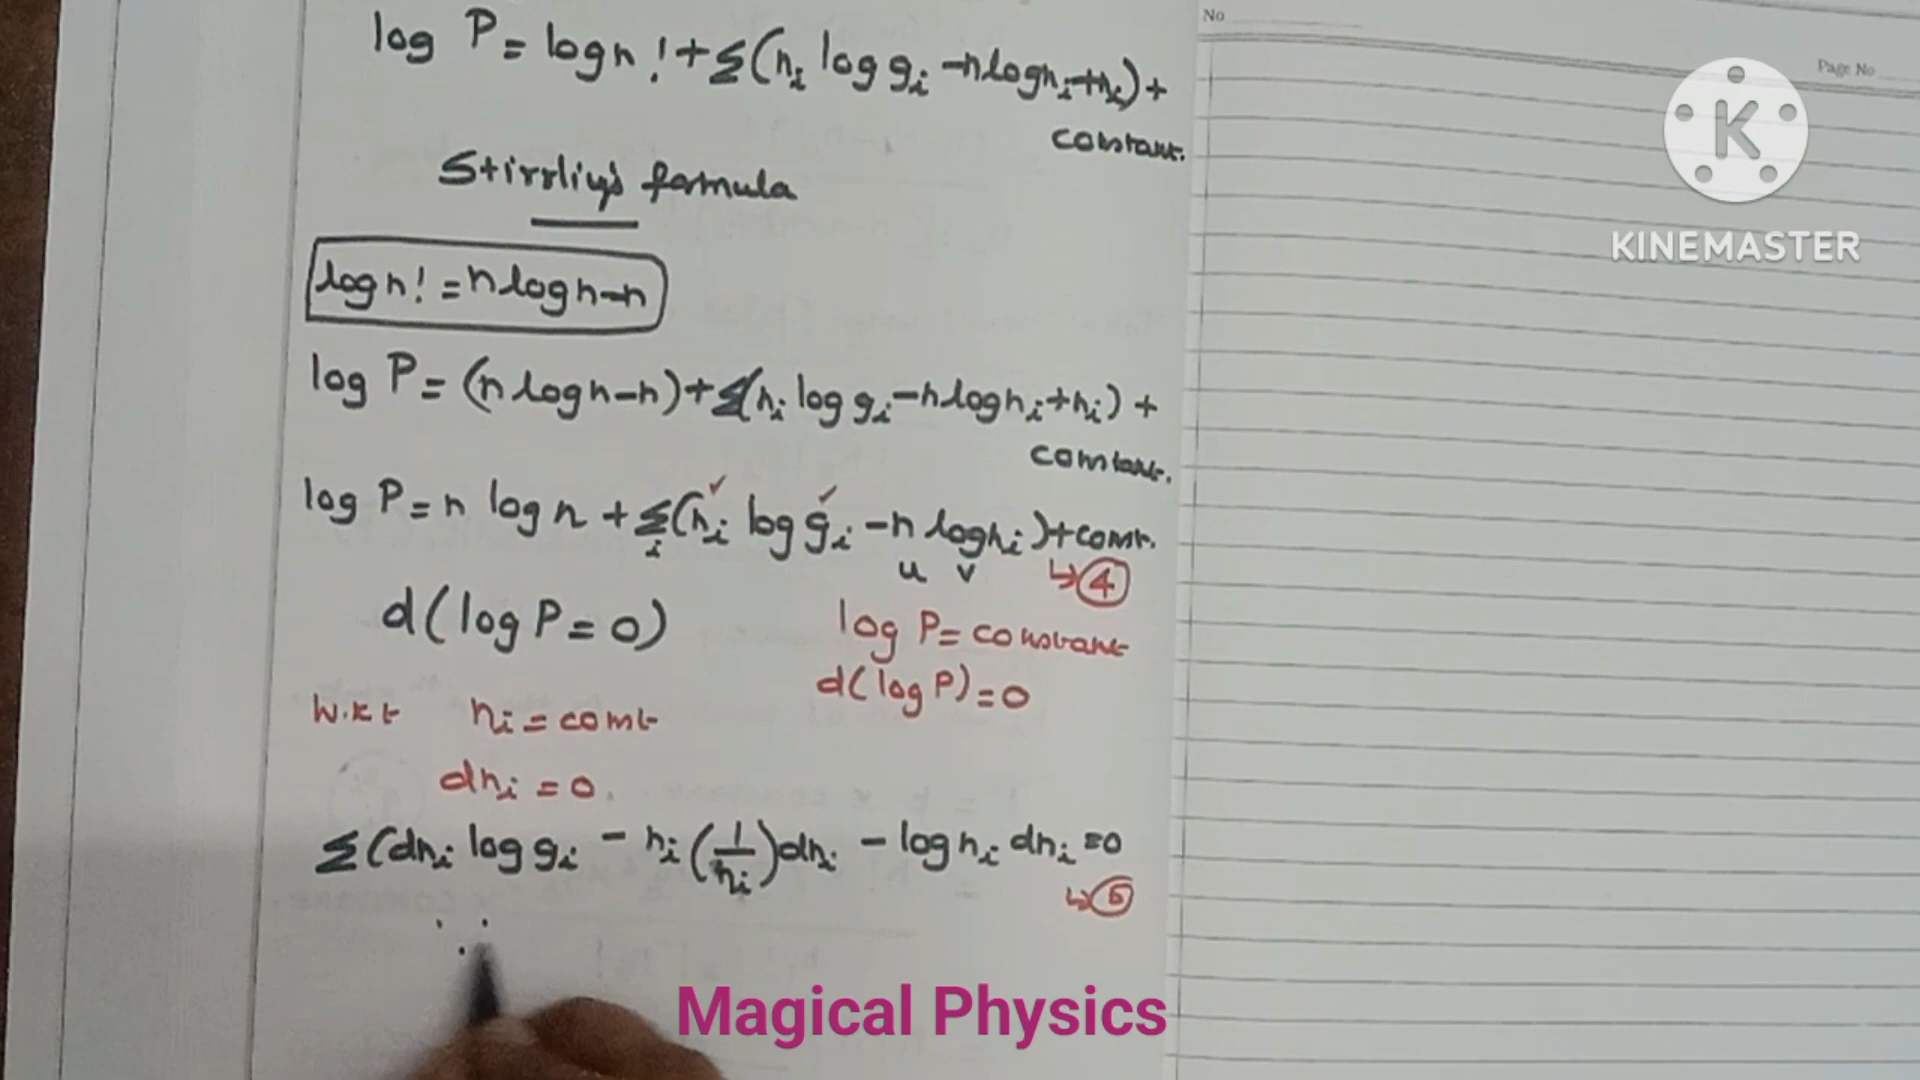 log P = log n! + Σ(nᵢ log gᵢ - n log nᵢ + nᵢ) +
constant.
Stirrling's formula
log n! = n log n - n
log P = (n log n - n) + Σ(nᵢ log gᵢ - n log nᵢ + nᵢ) +
constant.
log P = n log n + Σᵢ(nᵢ log gᵢ - n log nᵢ) + const.
u v ↳④
d(log P = 0)
log P = constant
d(log P) = 0
W.K.t nᵢ = const
dnᵢ = 0.
Σ(dnᵢ log gᵢ - nᵢ(1/nᵢ)dnᵢ - log nᵢ dnᵢ = 0
↳⑤
∵
No
Page No
K
KINEMASTER
Magical Physics